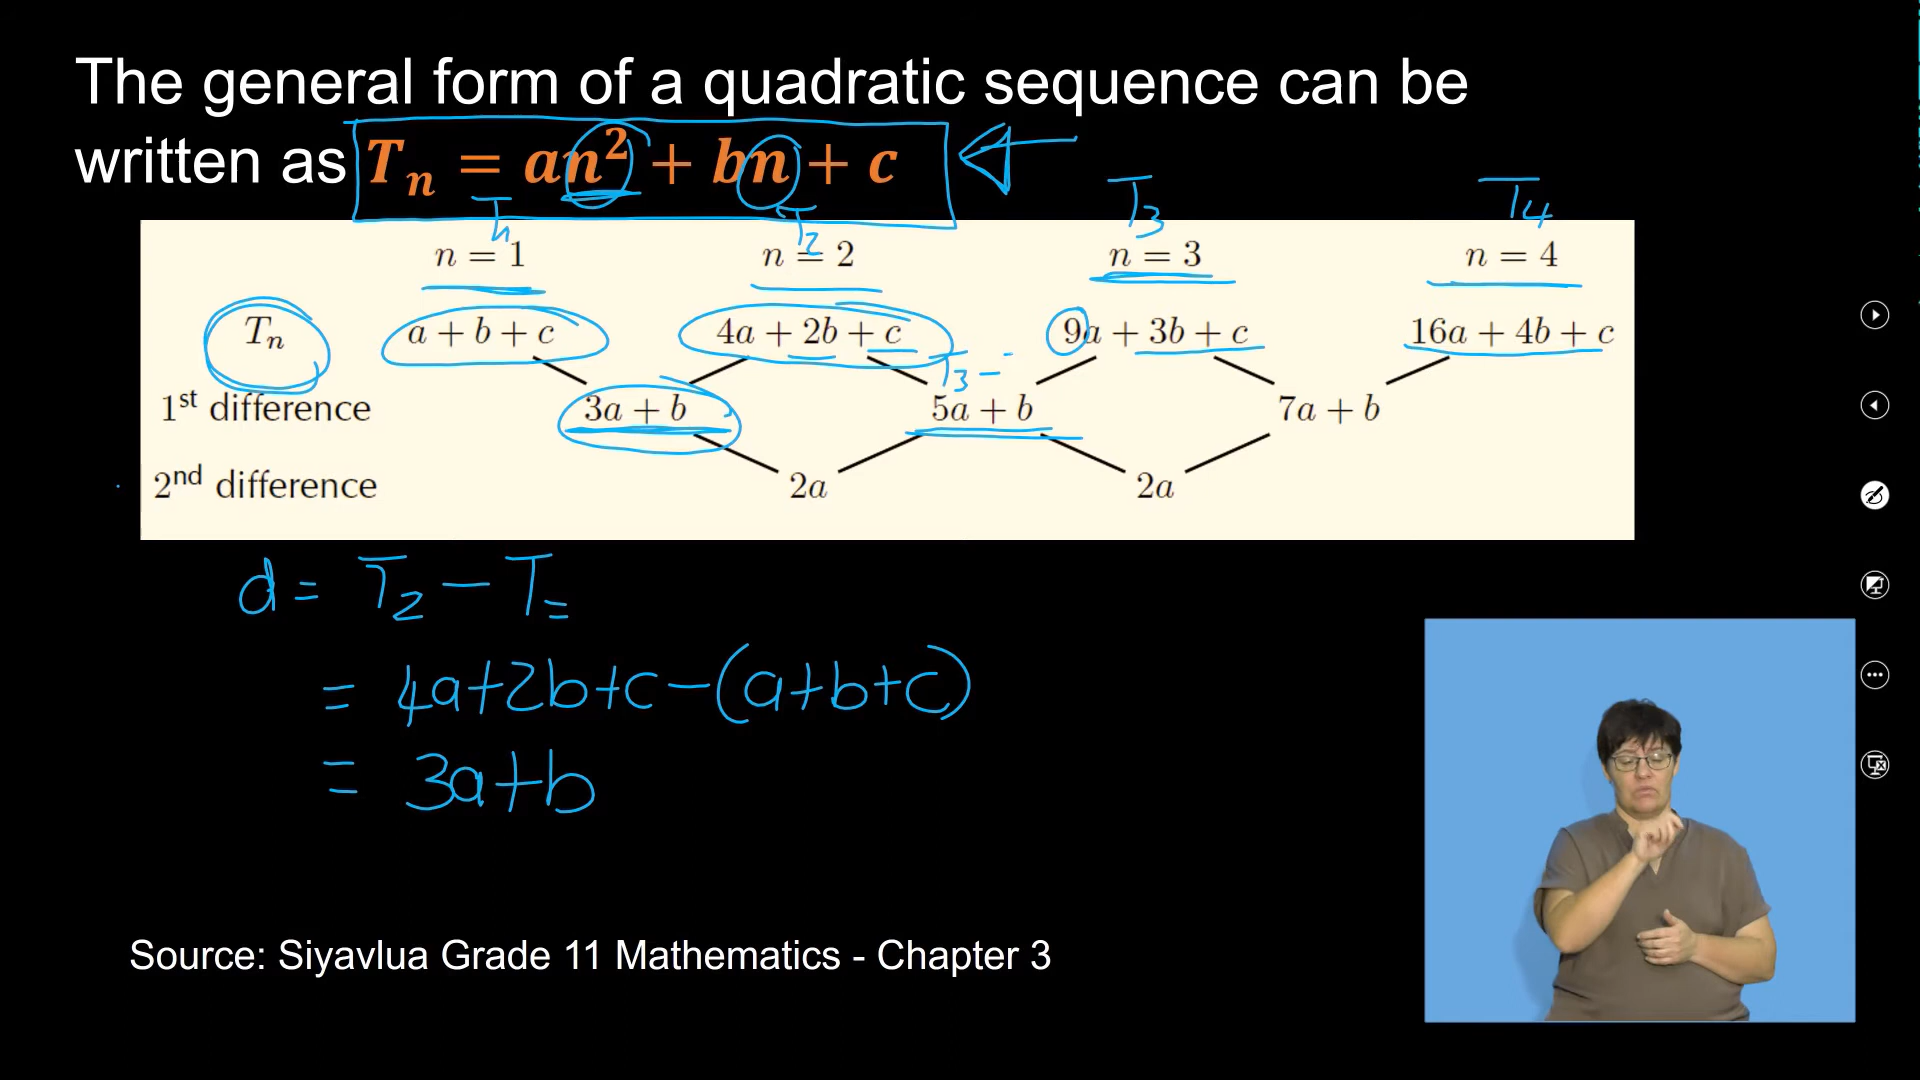 The general form of a quadratic sequence can be
written as Tₙ = an² + bn + c
T₁ T₂ T₃ T₄
n = 1 n = 2 n = 3 n = 4
Tₙ a + b + c 4a + 2b + c 9a + 3b + c 16a + 4b + c
T₃ –
1st difference 3a + b 5a + b 7a + b
2nd difference 2a 2a
d = T₂ – T
= 4a+2b+c–(a+b+c)
= 3a+b
Source: Siyavlua Grade 11 Mathematics - Chapter 3